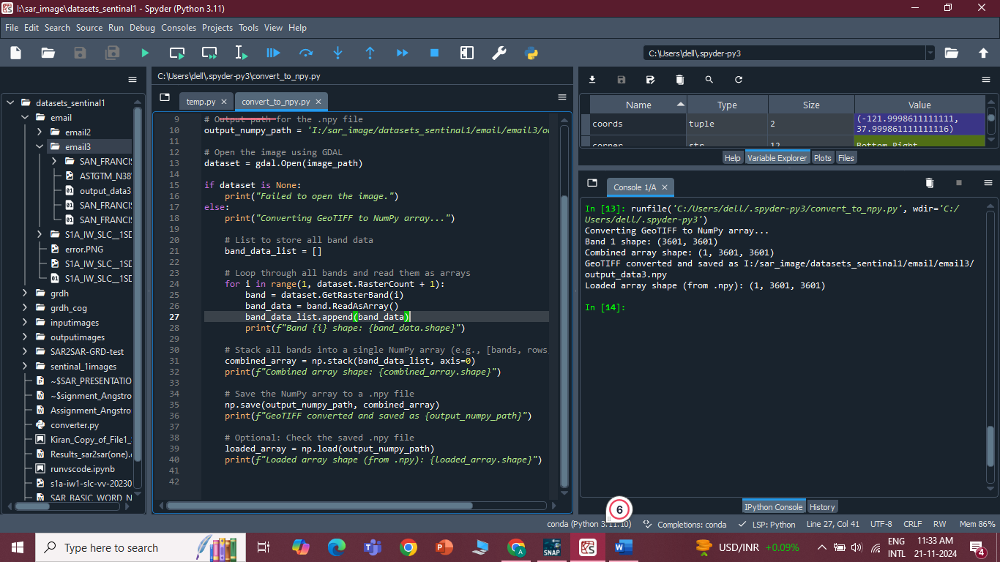 I:\sar_image\datasets_sentinal1 - Spyder (Python 3.11)
File Edit Search Source Run Debug Consoles Projects Tools View Help
C:\Users\dell\.spyder-py3
datasets_sentinal1
email
email2
email3
SAN_FRANCIS
ASTGTM_N38
output_data3
SAN_FRANCIS
SAN_FRANCIS
S1A_IW_SLC__1SD
error.PNG
S1A_IW_SLC__1SD
S1A_IW_SLC__1SD
grdh
grdh_cog
inputimages
outputimages
SAR2SAR-GRD-test
sentinal_1images
~$SAR_PRESENTATIO
~$signment_Angstro
Assignment_Angstro
converter.py
Kiran_Copy_of_File1_
Results_sar2sar(one).
runvscode.ipynb
s1a-iw1-slc-vv-20230
SAR_BASIC_WORD_N
C:\Users\dell\.spyder-py3\convert_to_npy.py
temp.py convert_to_npy.py
9 # Output path for the .npy file
10 output_numpy_path = 'I:/sar_image/datasets_sentinal1/email/email3/ou
11
12 # Open the image using GDAL
13 dataset = gdal.Open(image_path)
14
15 if dataset is None:
16 print("Failed to open the image.")
17 else:
18 print("Converting GeoTIFF to NumPy array...")
19
20 # List to store all band data
21 band_data_list = []
22
23 # Loop through all bands and read them as arrays
24 for i in range(1, dataset.RasterCount + 1):
25 band = dataset.GetRasterBand(i)
26 band_data = band.ReadAsArray()
27 band_data_list.append(band_data)
28 print(f"Band {i} shape: {band_data.shape}")
29
30 # Stack all bands into a single NumPy array (e.g., [bands, rows,
31 combined_array = np.stack(band_data_list, axis=0)
32 print(f"Combined array shape: {combined_array.shape}")
33
34 # Save the NumPy array to a .npy file
35 np.save(output_numpy_path, combined_array)
36 print(f"GeoTIFF converted and saved as {output_numpy_path}")
37
38 # Optional: Check the saved .npy file
39 loaded_array = np.load(output_numpy_path)
40 print(f"Loaded array shape (from .npy): {loaded_array.shape}")
41
42
Name Type Size Value
coords tuple 2 (-121.9998611111111,
37.999861111111116)
corner str 12 Bottom Right
Help Variable Explorer Plots Files
Console 1/A
In [13]: runfile('C:/Users/dell/.spyder-py3/convert_to_npy.py', wdir='C:/
Users/dell/.spyder-py3')
Converting GeoTIFF to NumPy array...
Band 1 shape: (3601, 3601)
Combined array shape: (1, 3601, 3601)
GeoTIFF converted and saved as I:/sar_image/datasets_sentinal1/email/email3/
output_data3.npy
Loaded array shape (from .npy): (1, 3601, 3601)
In [14]:
IPython Console History
6
conda (Python 3.11.10) Completions: conda LSP: Python Line 27, Col 41 UTF-8 CRLF RW Mem 86%
Type here to search
SNAP
USD/INR +0.09%
ENG
INTL
11:33 AM
21-11-2024
4